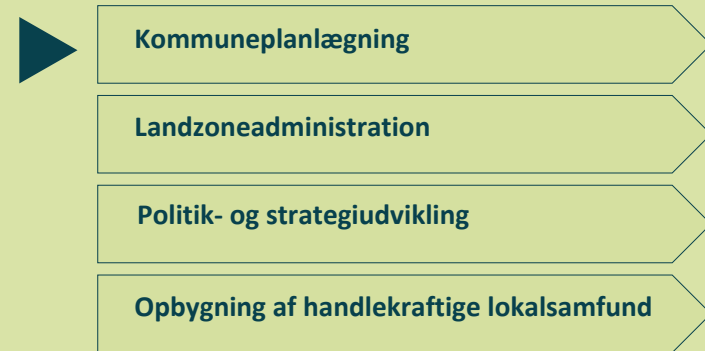 Kommuneplanlægning
Landzoneadministration
Politik- og strategiudvikling
Opbygning af handlekraftige lokalsamfund